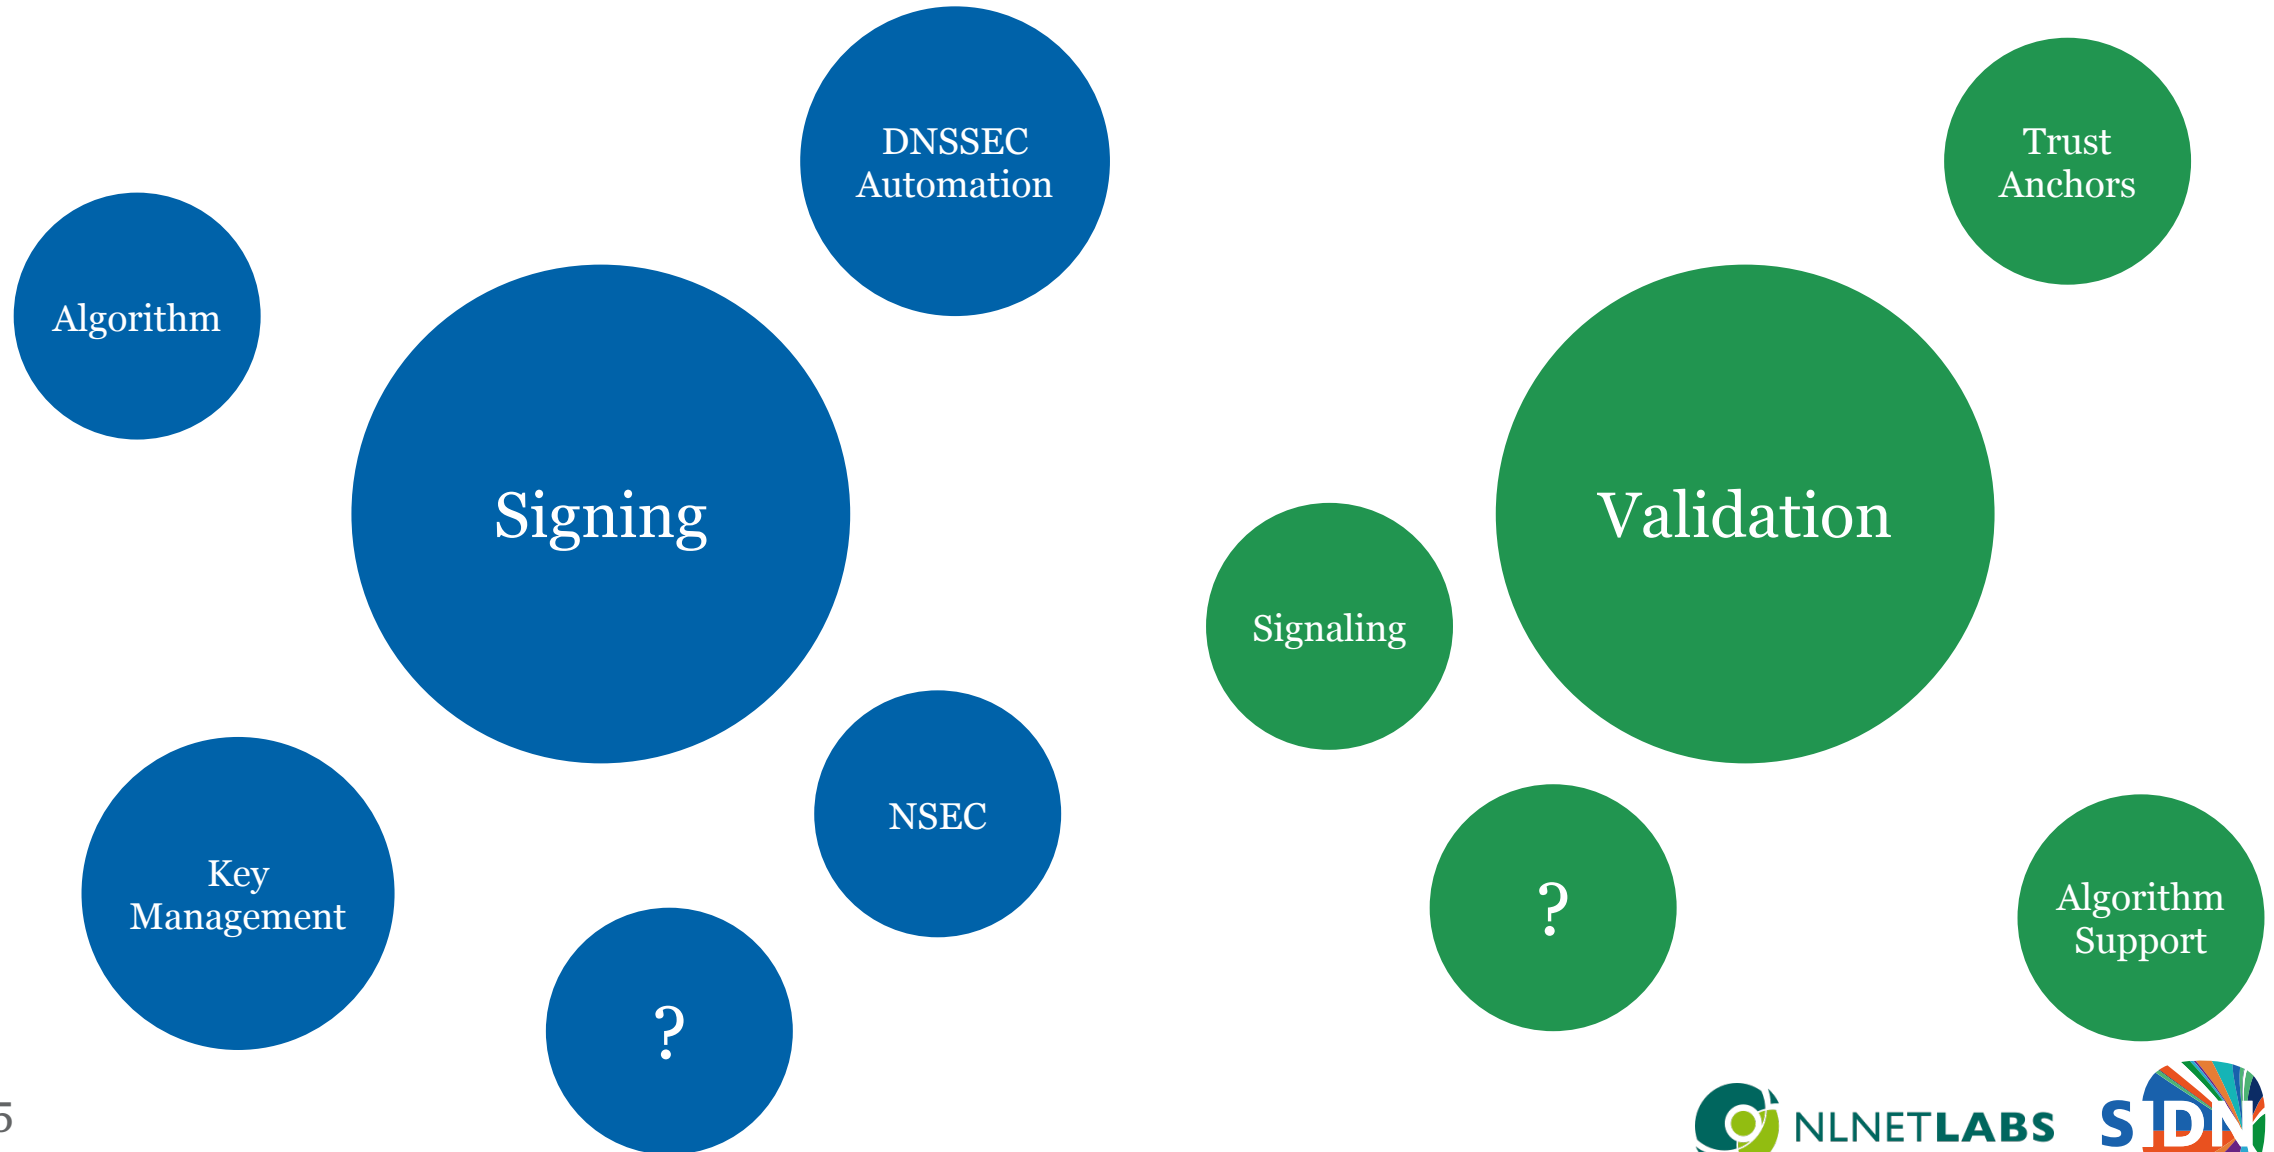 DNSSEC
Automation
Algorithm
Signing
Key
Management
NSEC
?
Trust
Anchors
Validation
Signaling
?
Algorithm
Support
5
NLNETLABS
SIDN